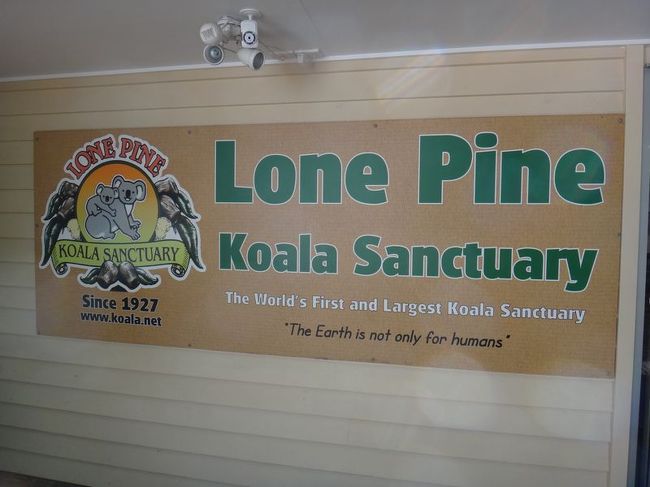 LONE PINE
KOALA SANCTUARY
Since 1927
www.koala.net
Lone Pine
Koala Sanctuary
The World's First and Largest Koala Sanctuary
"The Earth is not only for humans"